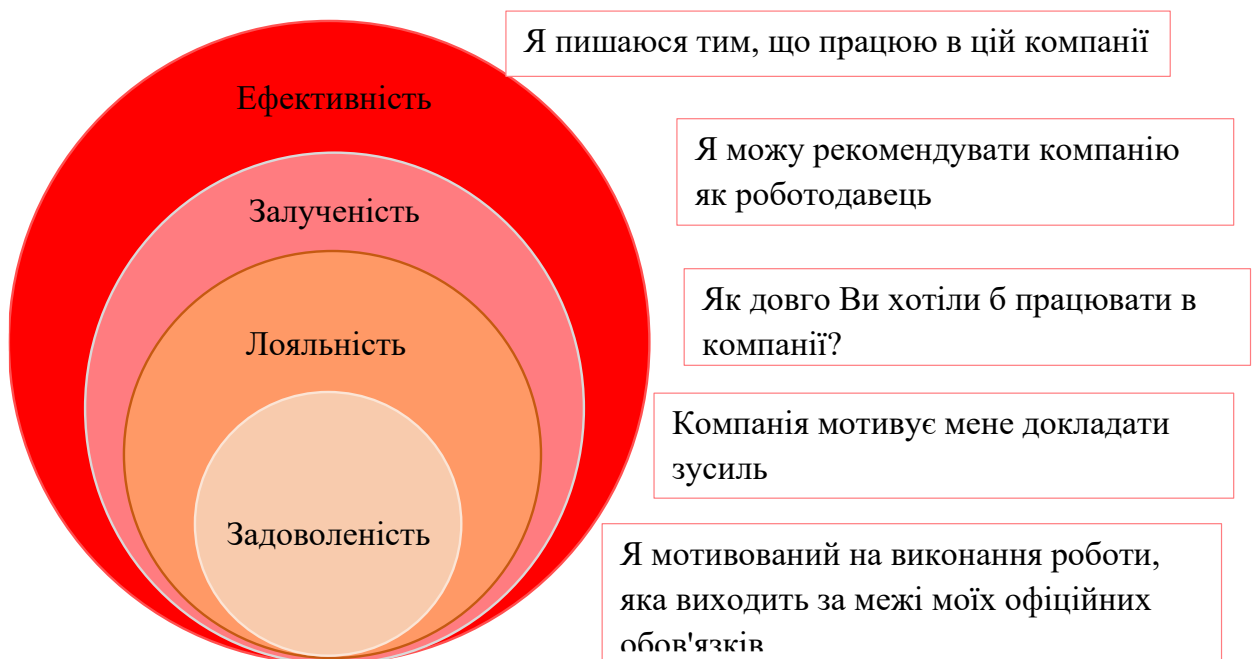 Ефективність
Залученість
Лояльність
Задоволеність
Я пишаюся тим, що працюю в цій компанії
Я можу рекомендувати компанію
як роботодавець
Як довго Ви хотіли б працювати в
компанії?
Компанія мотивує мене докладати
зусиль
Я мотивований на виконання роботи,
яка виходить за межі моїх офіційних
обов'язків